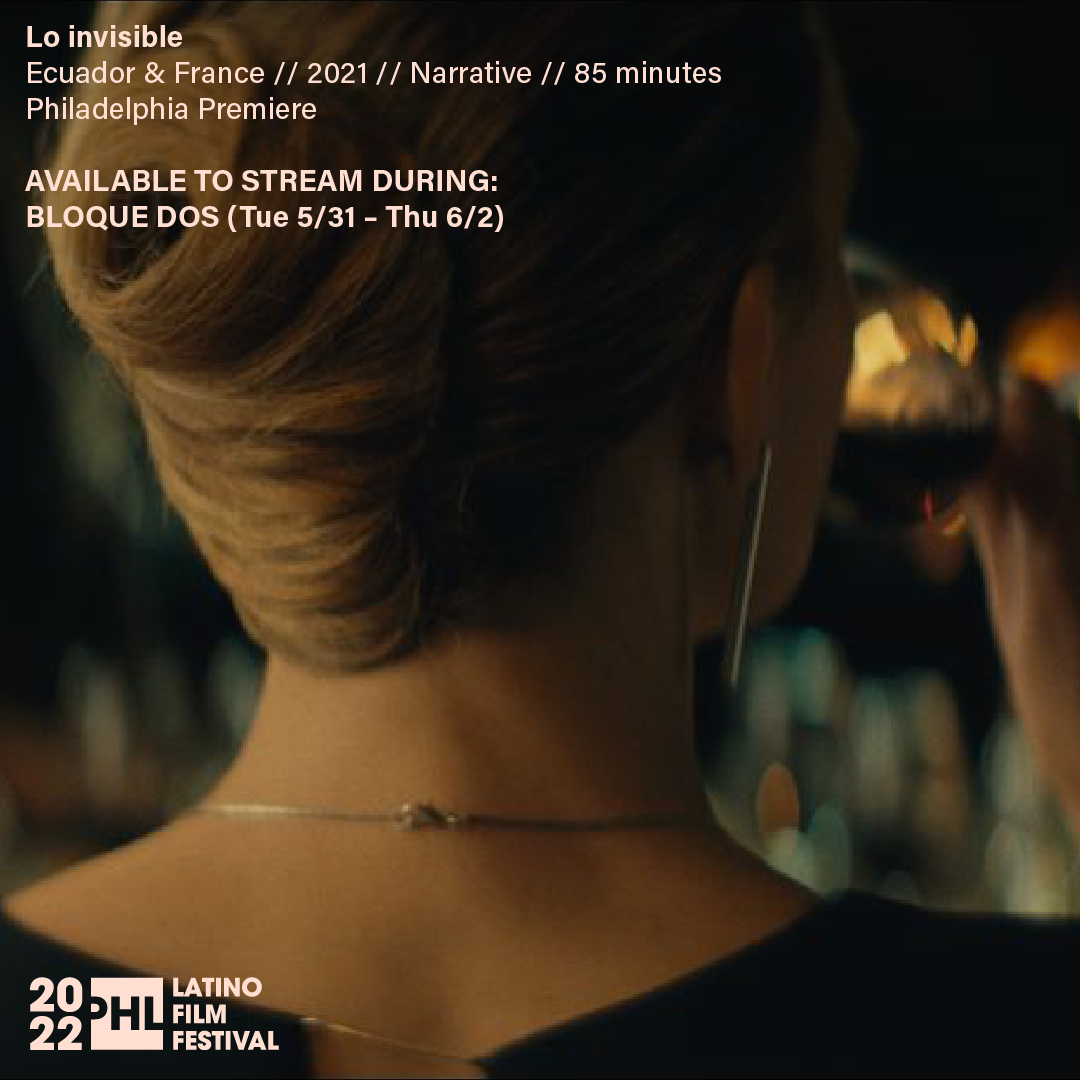 Lo invisible
Ecuador & France // 2021 // Narrative // 85 minutes
Philadelphia Premiere
AVAILABLE TO STREAM DURING:
BLOQUE DOS (Tue 5/31 – Thu 6/2)
20
22
PHL
LATINO
FILM
FESTIVAL